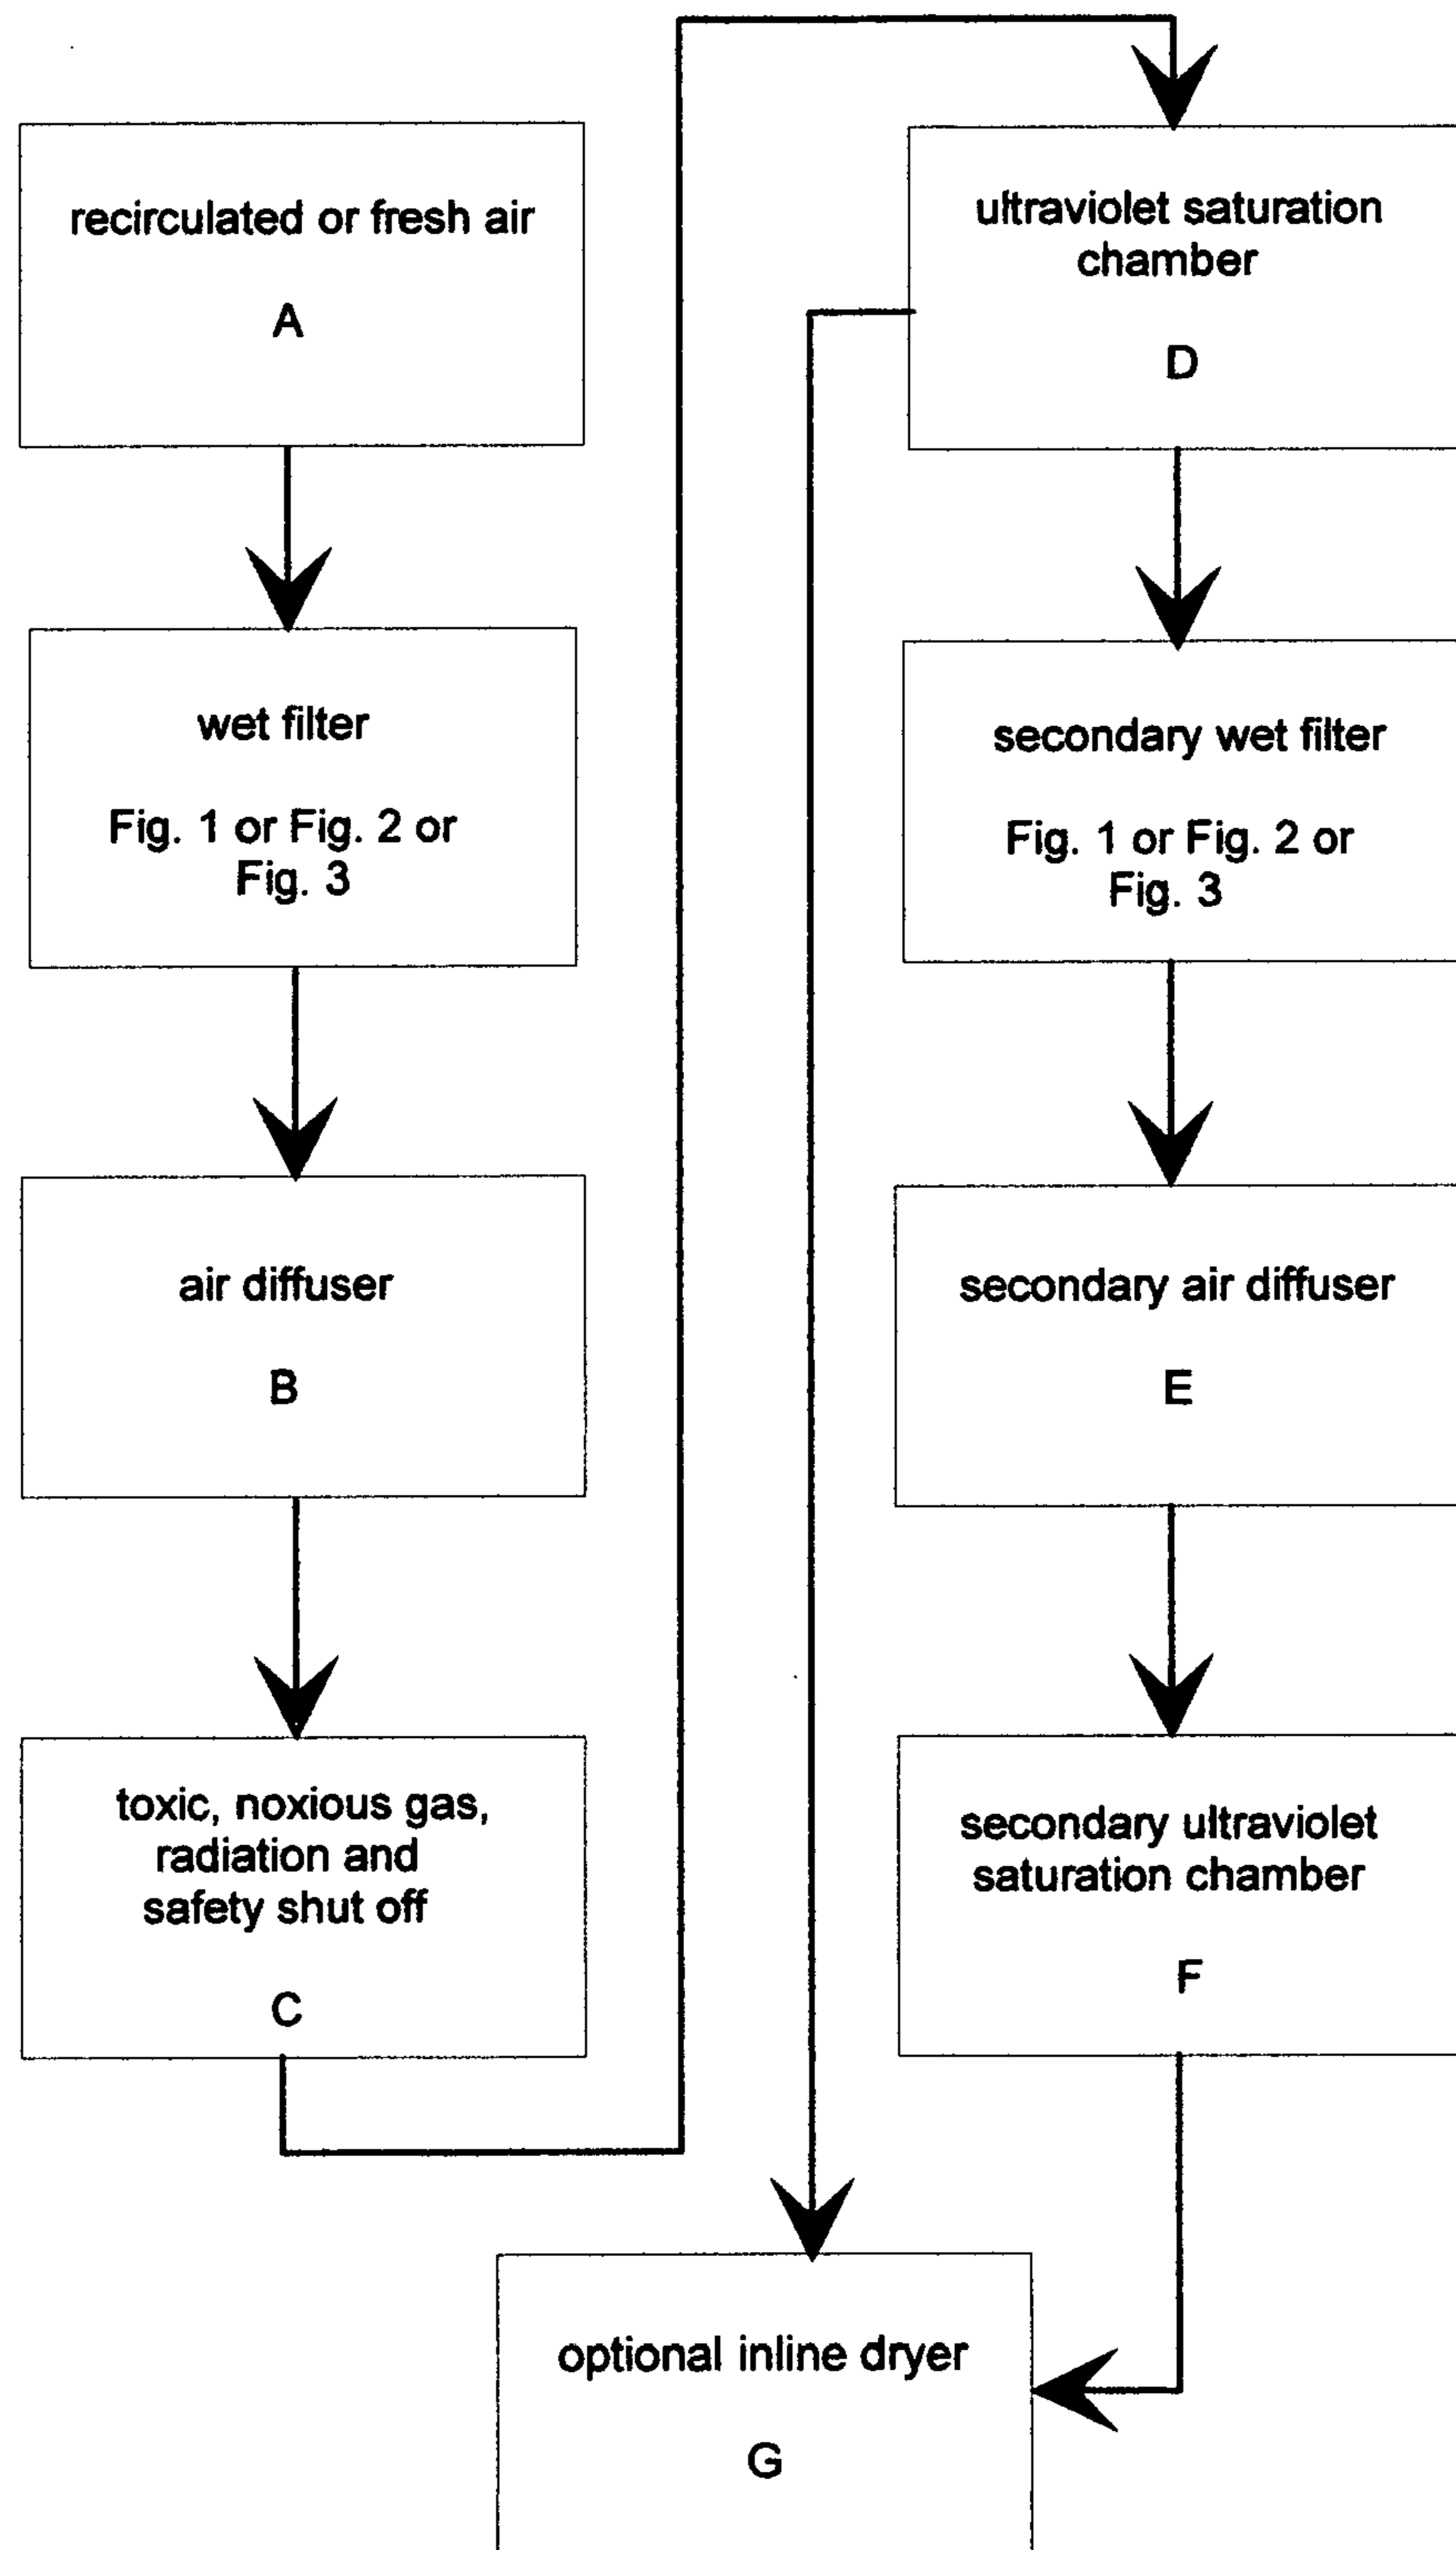 recirculated or fresh air
A
wet filter
Fig. 1 or Fig. 2 or
Fig. 3
air diffuser
B
toxic, noxious gas,
radiation and
safety shut off
C
ultraviolet saturation
chamber
D
secondary wet filter
Fig. 1 or Fig. 2 or
Fig. 3
secondary air diffuser
E
secondary ultraviolet
saturation chamber
F
optional inline dryer
G